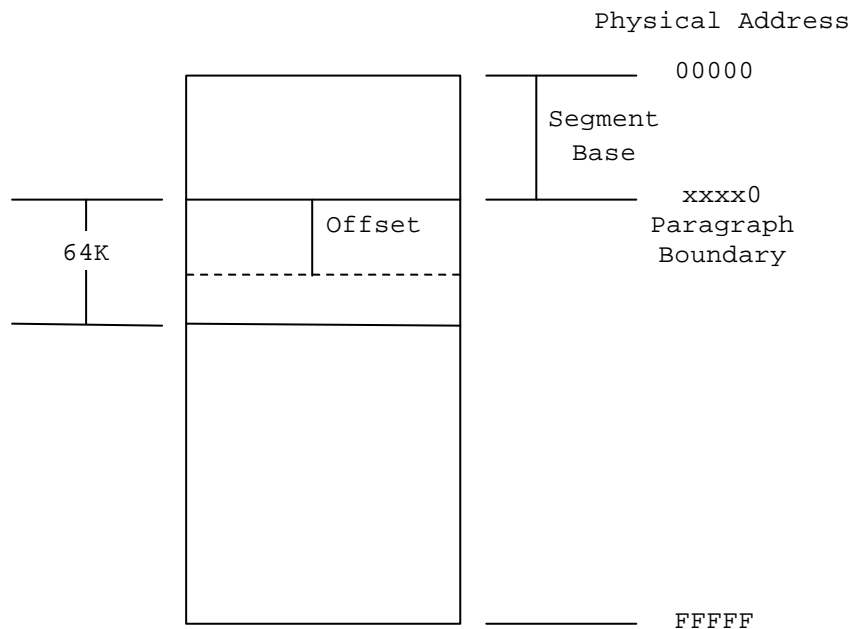 Physical Address
00000
Segment
Base
xxxx0
Paragraph
Boundary
Offset
64K
FFFFF